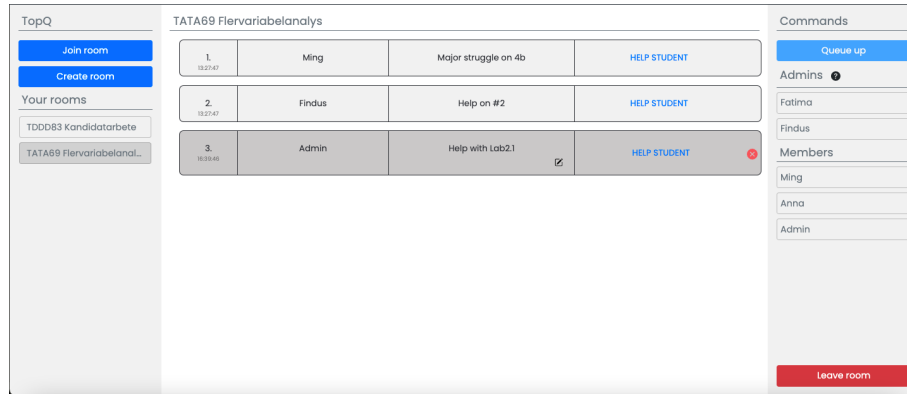 TopQ
Join room
Create room
Your rooms
TDDD83 Kandidatarbete
TATA69 Flervariabelanal...
TATA69 Flervariabelanalys
1.
13:27:47
Ming
Major struggle on 4b
HELP STUDENT
2.
13:27:47
Findus
Help on #2
HELP STUDENT
3.
16:39:46
Admin
Help with Lab2.1
HELP STUDENT
Commands
Queue up
Admins ?
Fatima
Findus
Members
Ming
Anna
Admin
Leave room